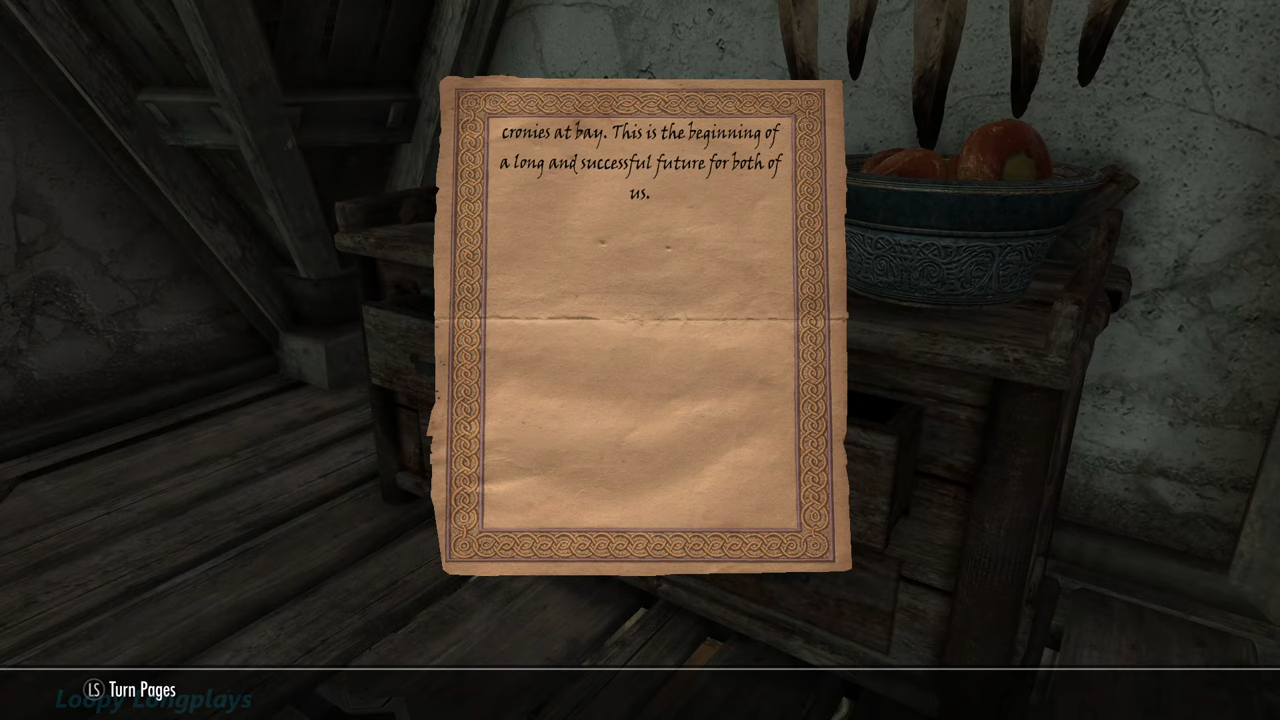 cronies at bay. This is the beginning of
a long and successful future for both of
us.
LS Turn Pages
Loopy Longplays